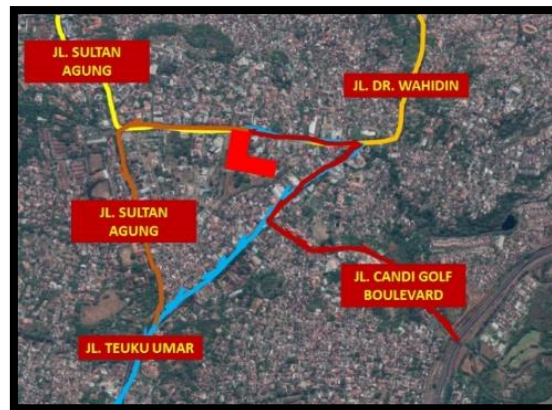 JL. SULTAN
AGUNG
JL. DR. WAHIDIN
JL. SULTAN
AGUNG
JL. CANDI GOLF
BOULEVARD
JL. TEUKU UMAR